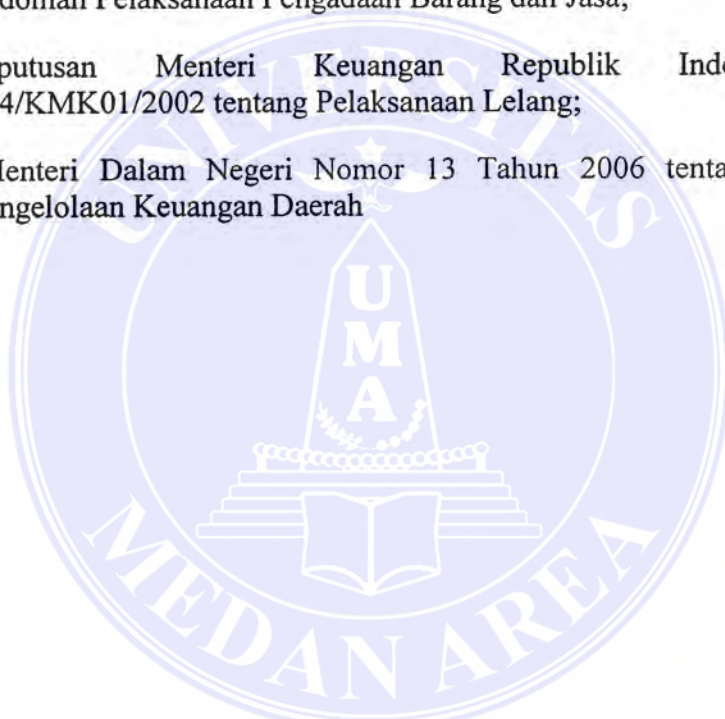 doman Pelaksanaan Pengadaan Barang dan Jasa;
putusan Menteri Keuangan Republik Indo
4/KMK01/2002 tentang Pelaksanaan Lelang;
Menteri Dalam Negeri Nomor 13 Tahun 2006 tenta
ngelolaan Keuangan Daerah
UNIVERSITAS
U
M
A
MEDAN AREA